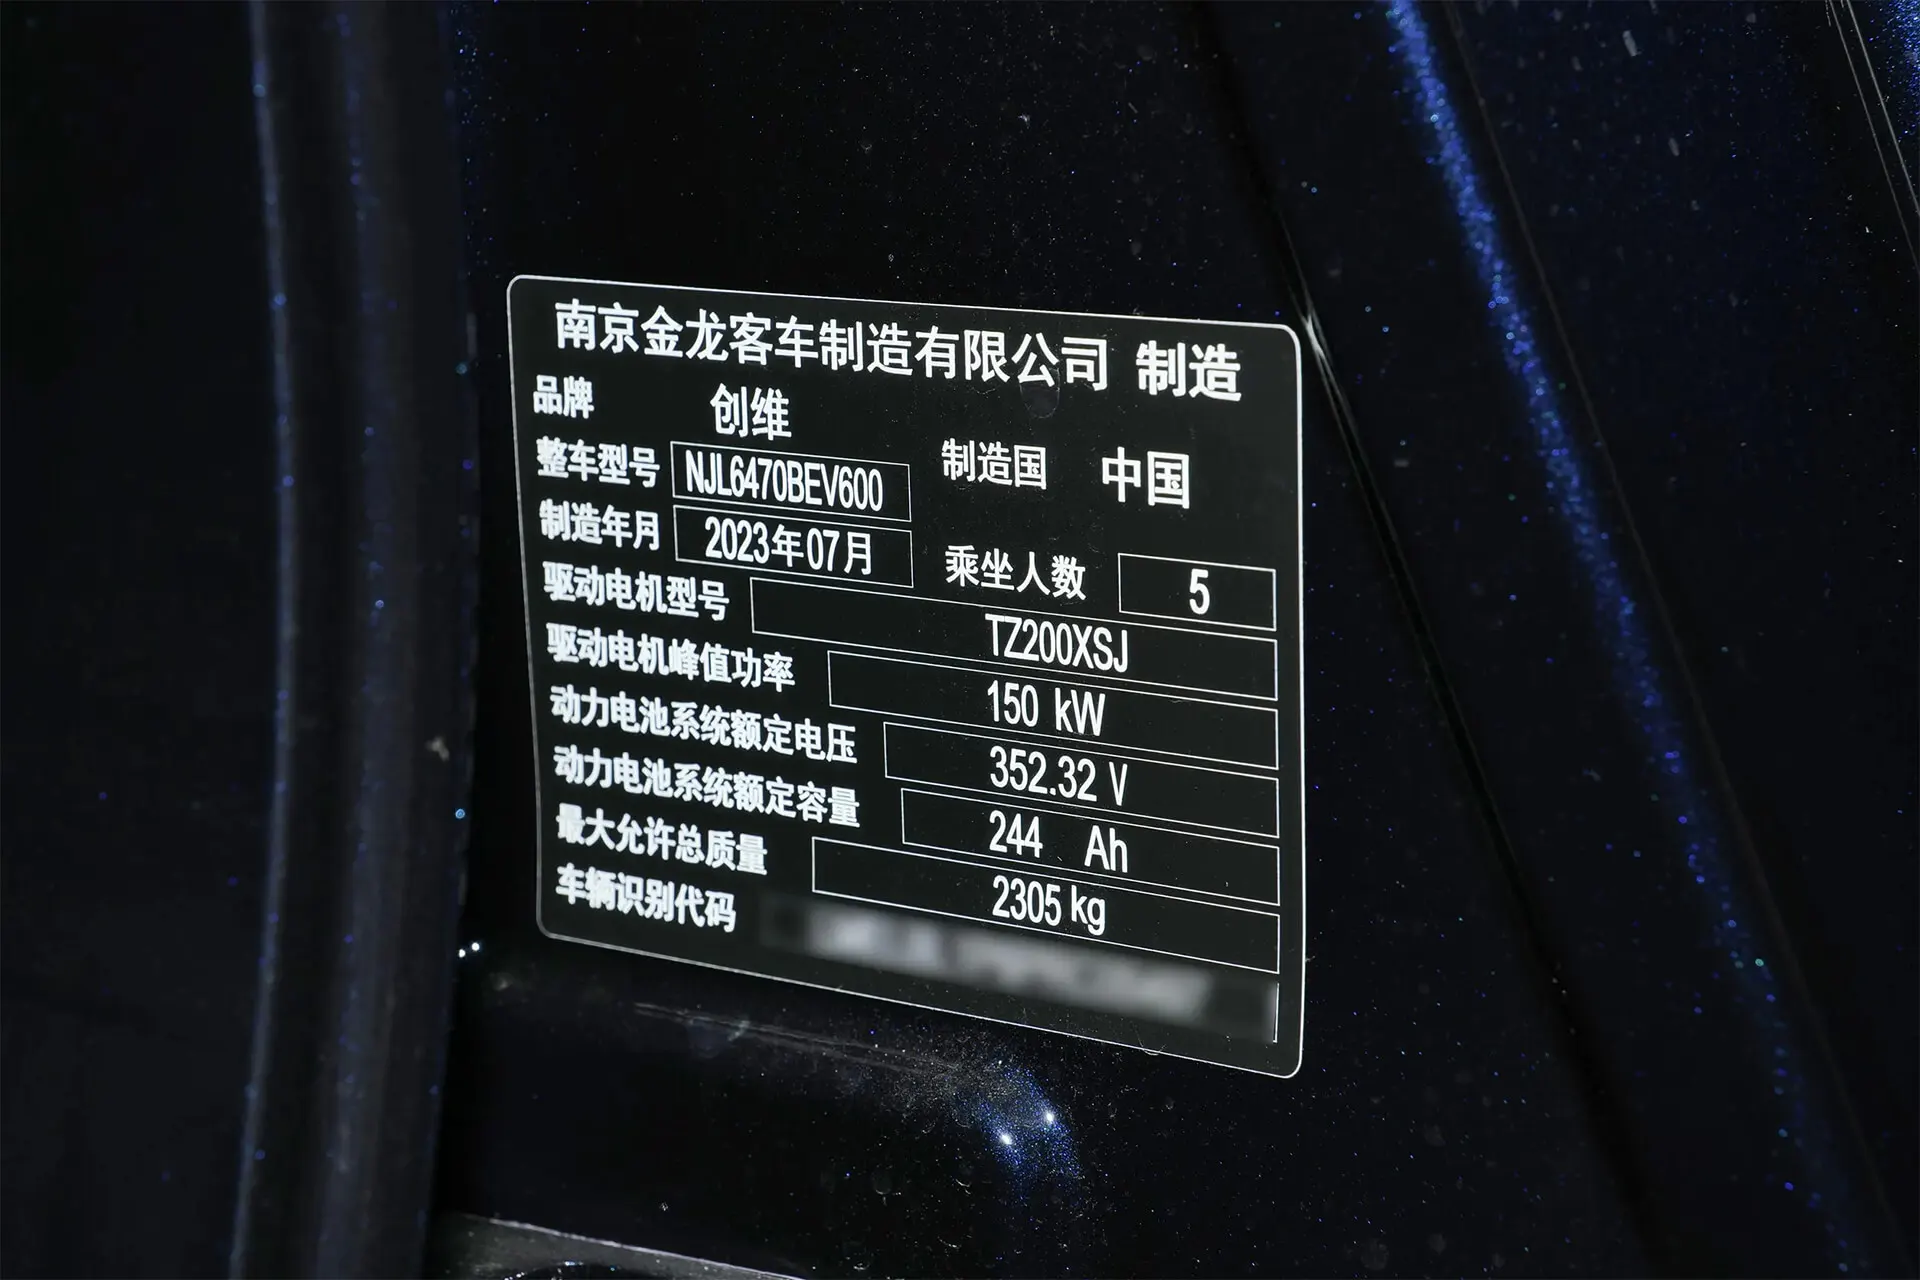 南京金龙客车制造有限公司 制造
品牌 创维
整车型号 NJL6470BEV600 制造国 中国
制造年月 2023年07月 乘坐人数 5
驱动电机型号 TZ200XSJ
驱动电机峰值功率 150 kW
动力电池系统额定电压 352.32 V
动力电池系统额定容量 244 Ah
最大允许总质量 2305 kg
车辆识别代码